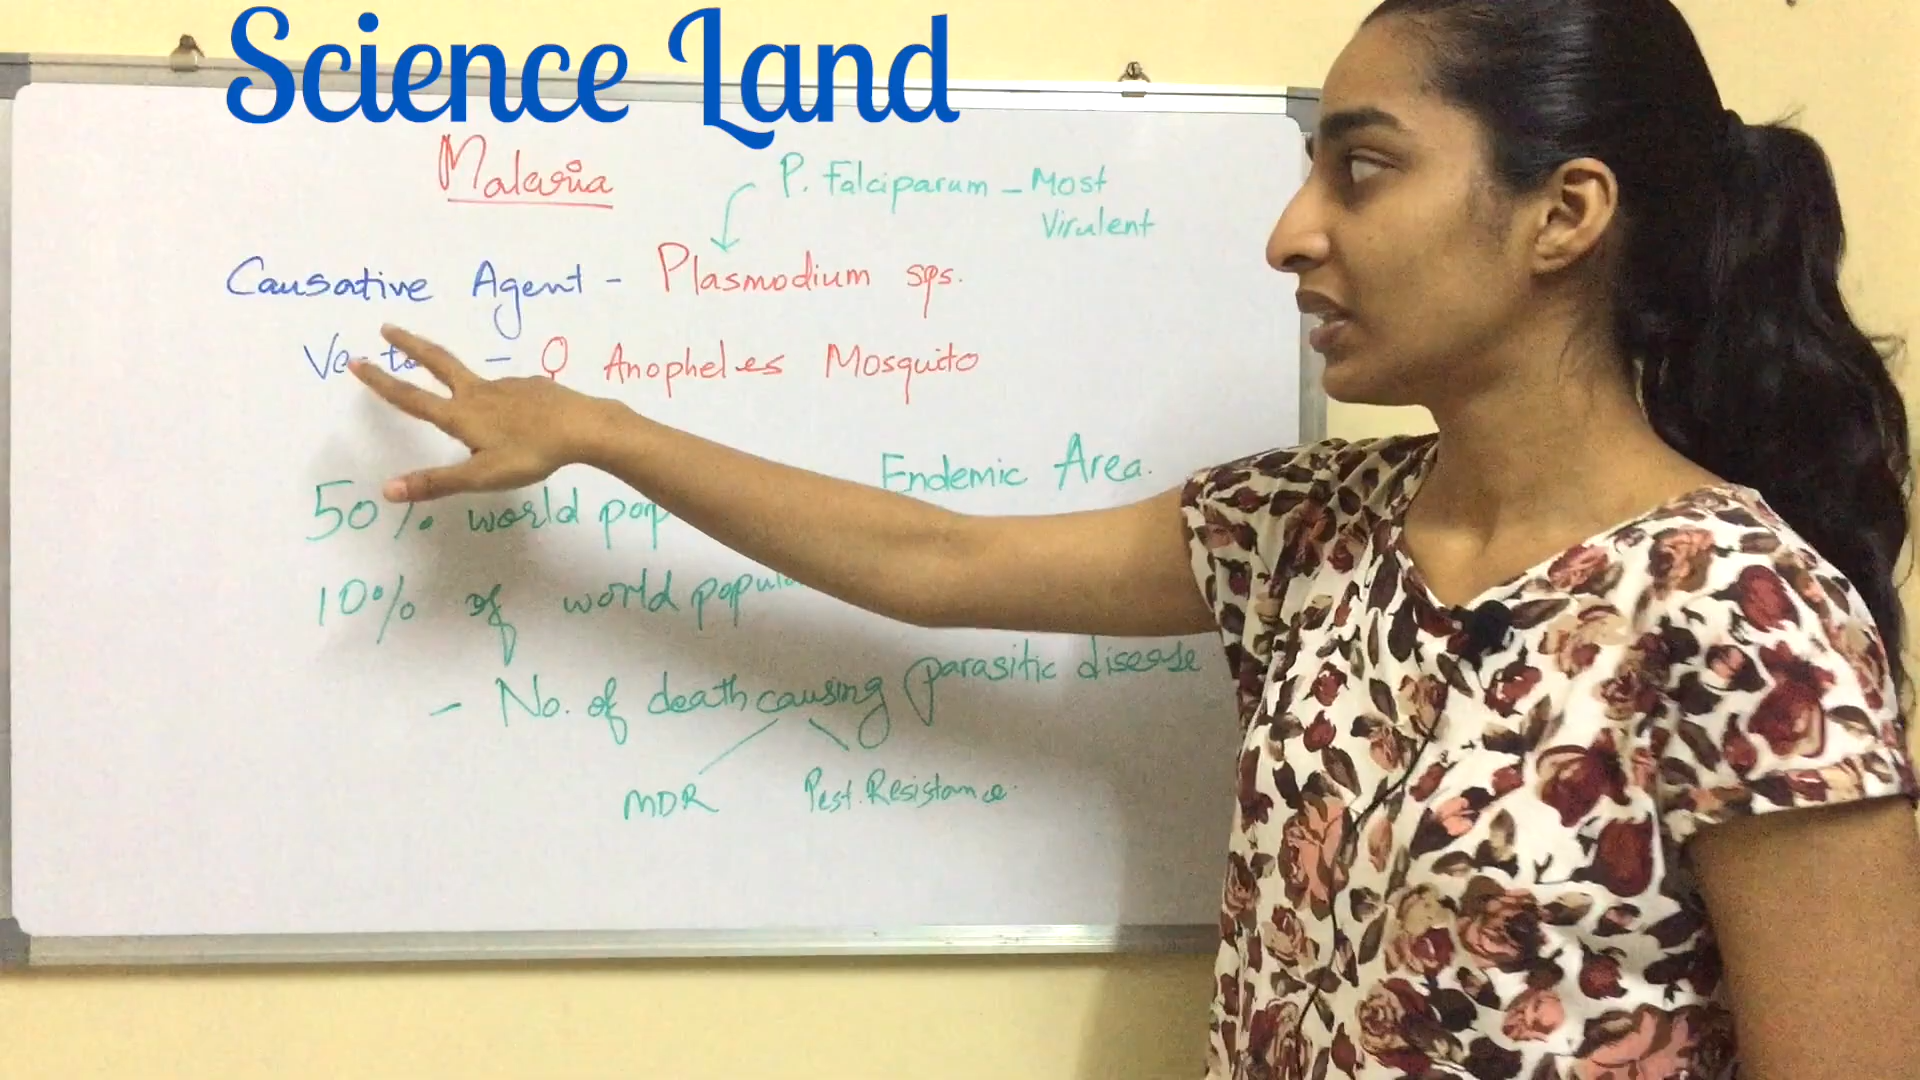 Science Land
Malaria
P. Falciparum - Most
Virulent
Causative Agent - Plasmodium sps.
- ♀ Anopheles Mosquito
Endemic Area.
50% world
10% of world
- No. of death causing parasitic disease
MDR Pest. Resistance